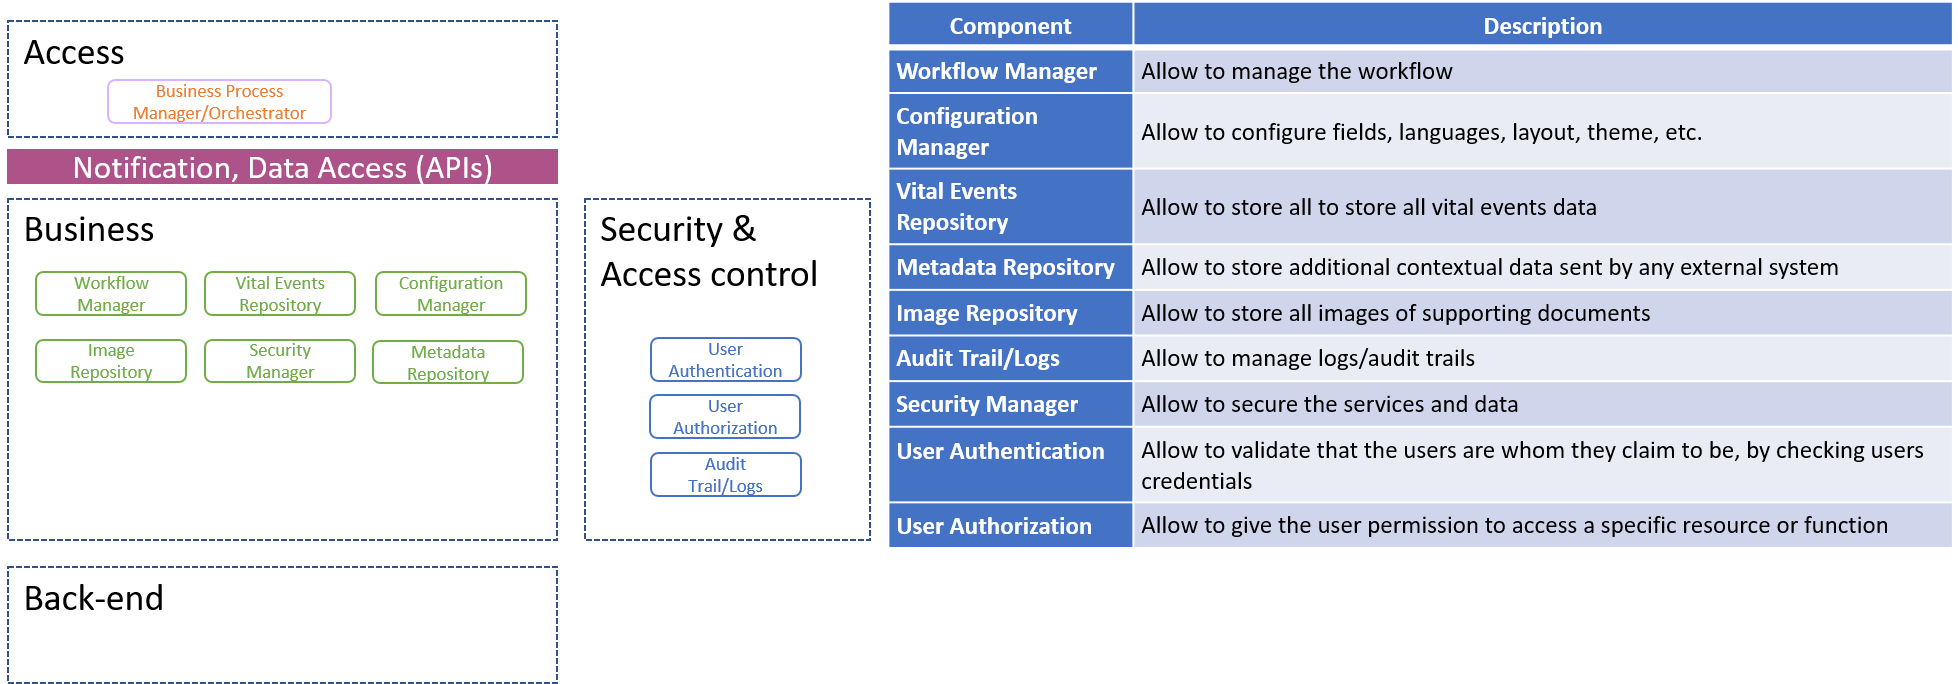 Access
Business Process
Manager/Orchestrator
Notification, Data Access (APIs)
Business
Workflow
Manager
Vital Events
Repository
Configuration
Manager
Image
Repository
Security
Manager
Metadata
Repository
Back-end
Security &
Access control
User
Authentication
User
Authorization
Audit
Trail/Logs
Component
Description
Workflow Manager
Allow to manage the workflow
Configuration
Manager
Allow to configure fields, languages, layout, theme, etc.
Vital Events
Repository
Allow to store all to store all vital events data
Metadata Repository
Allow to store additional contextual data sent by any external system
Image Repository
Allow to store all images of supporting documents
Audit Trail/Logs
Allow to manage logs/audit trails
Security Manager
Allow to secure the services and data
User Authentication
Allow to validate that the users are whom they claim to be, by checking users
credentials
User Authorization
Allow to give the user permission to access a specific resource or function